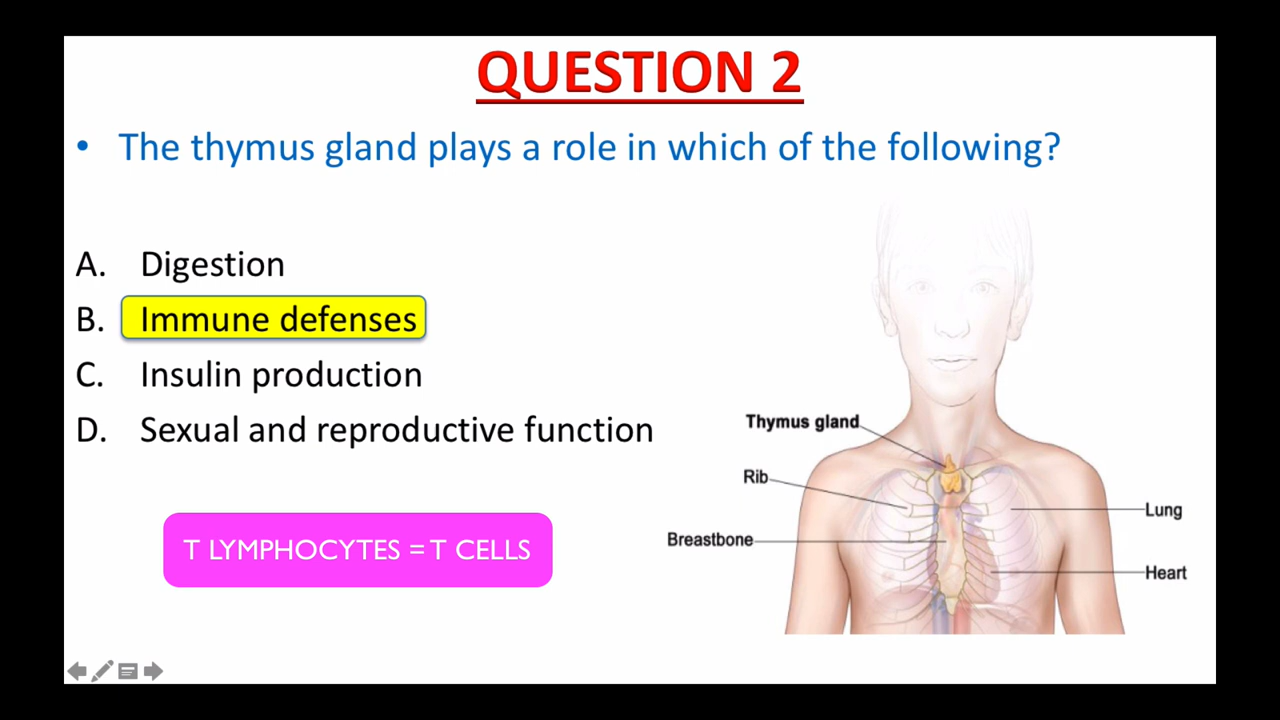 QUESTION 2
• The thymus gland plays a role in which of the following?
A. Digestion
B. Immune defenses
C. Insulin production
D. Sexual and reproductive function
T LYMPHOCYTES = T CELLS
Thymus gland
Rib
Breastbone
Lung
Heart